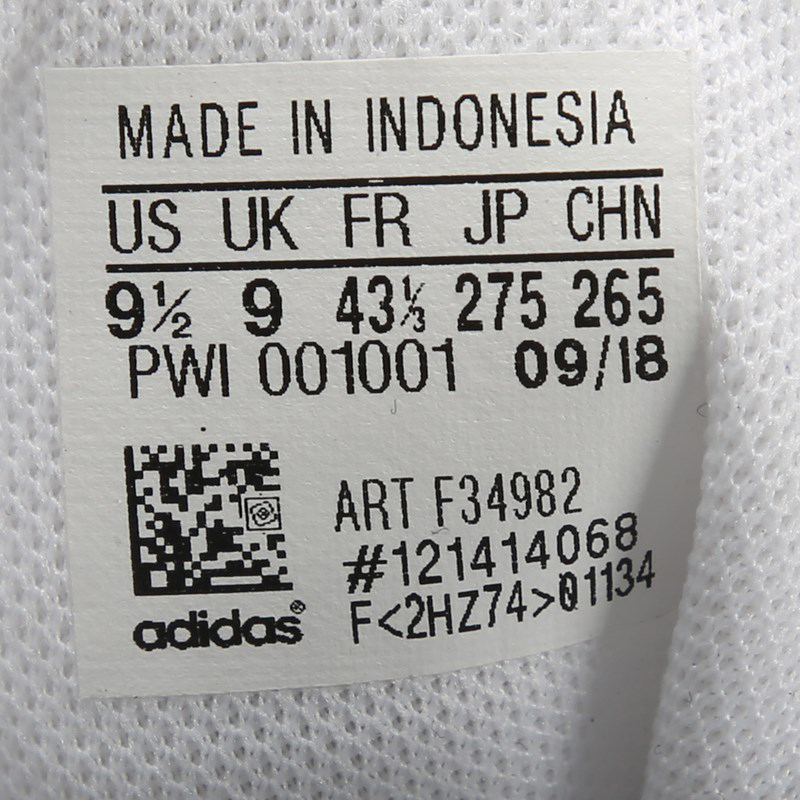 MADE IN INDONESIA
US UK FR JP CHN
9½ 9 43⅓ 275 265
PWI 001001 09/18
ART F34982
#121414068
F<2HZ74>01134
adidas®